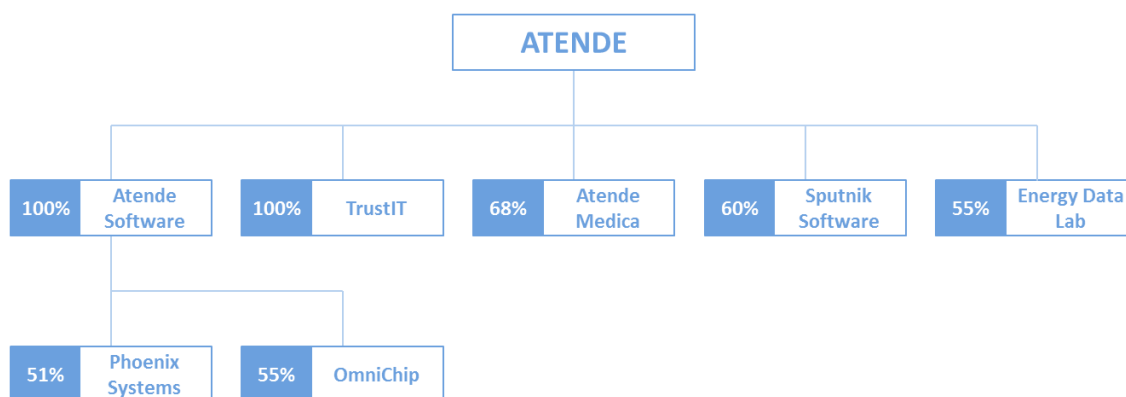 ATENDE
100%
Atende
Software
100%
TrustIT
68%
Atende
Medica
60%
Sputnik
Software
55%
Energy Data
Lab
51%
Phoenix
Systems
55%
OmniChip